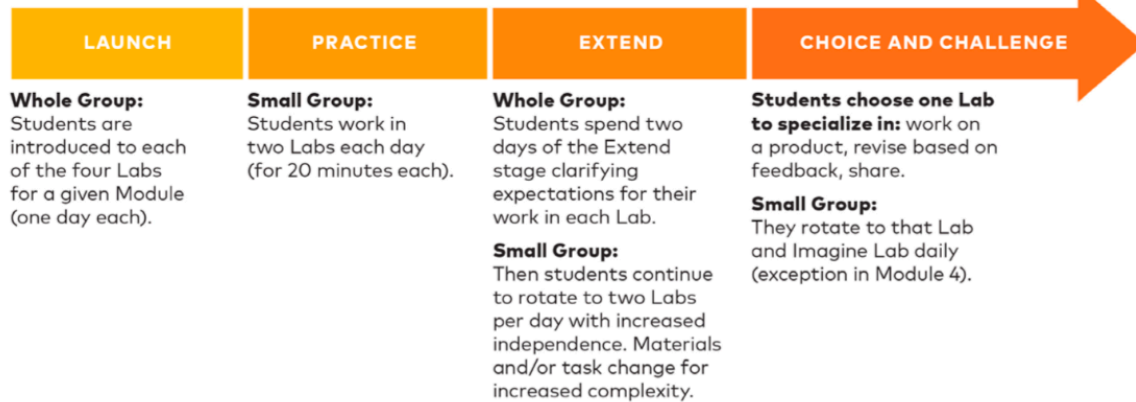 LAUNCH
Whole Group:
Students are
introduced to each
of the four Labs
for a given Module
(one day each).
PRACTICE
Small Group:
Students work in
two Labs each day
(for 20 minutes each).
EXTEND
Whole Group:
Students spend two
days of the Extend
stage clarifying
expectations for their
work in each Lab.
Small Group:
Then students continue
to rotate to two Labs
per day with increased
independence. Materials
and/or task change for
increased complexity.
CHOICE AND CHALLENGE
Students choose one Lab
to specialize in: work on
a product, revise based on
feedback, share.
Small Group:
They rotate to that Lab
and Imagine Lab daily
(exception in Module 4).